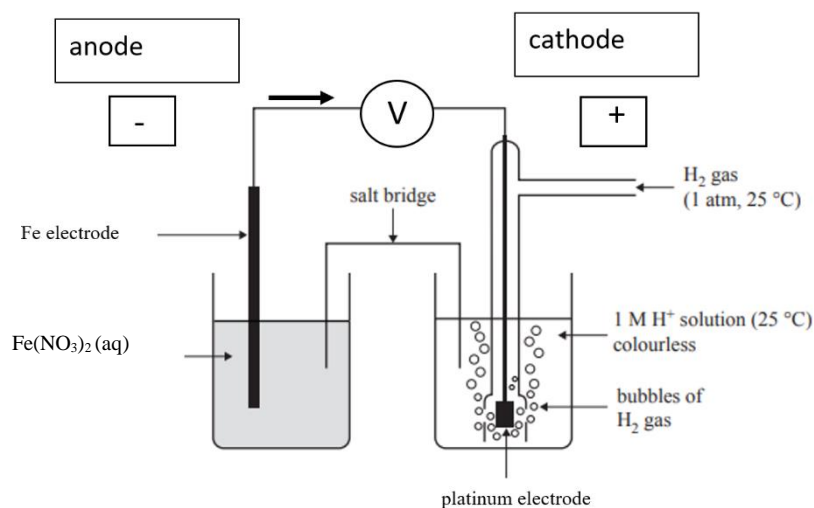 anode
cathode
-
+
V
H₂ gas
(1 atm, 25 °C)
salt bridge
Fe electrode
Fe(NO₃)₂ (aq)
1 M H⁺ solution (25 °C)
colourless
bubbles of
H₂ gas
platinum electrode